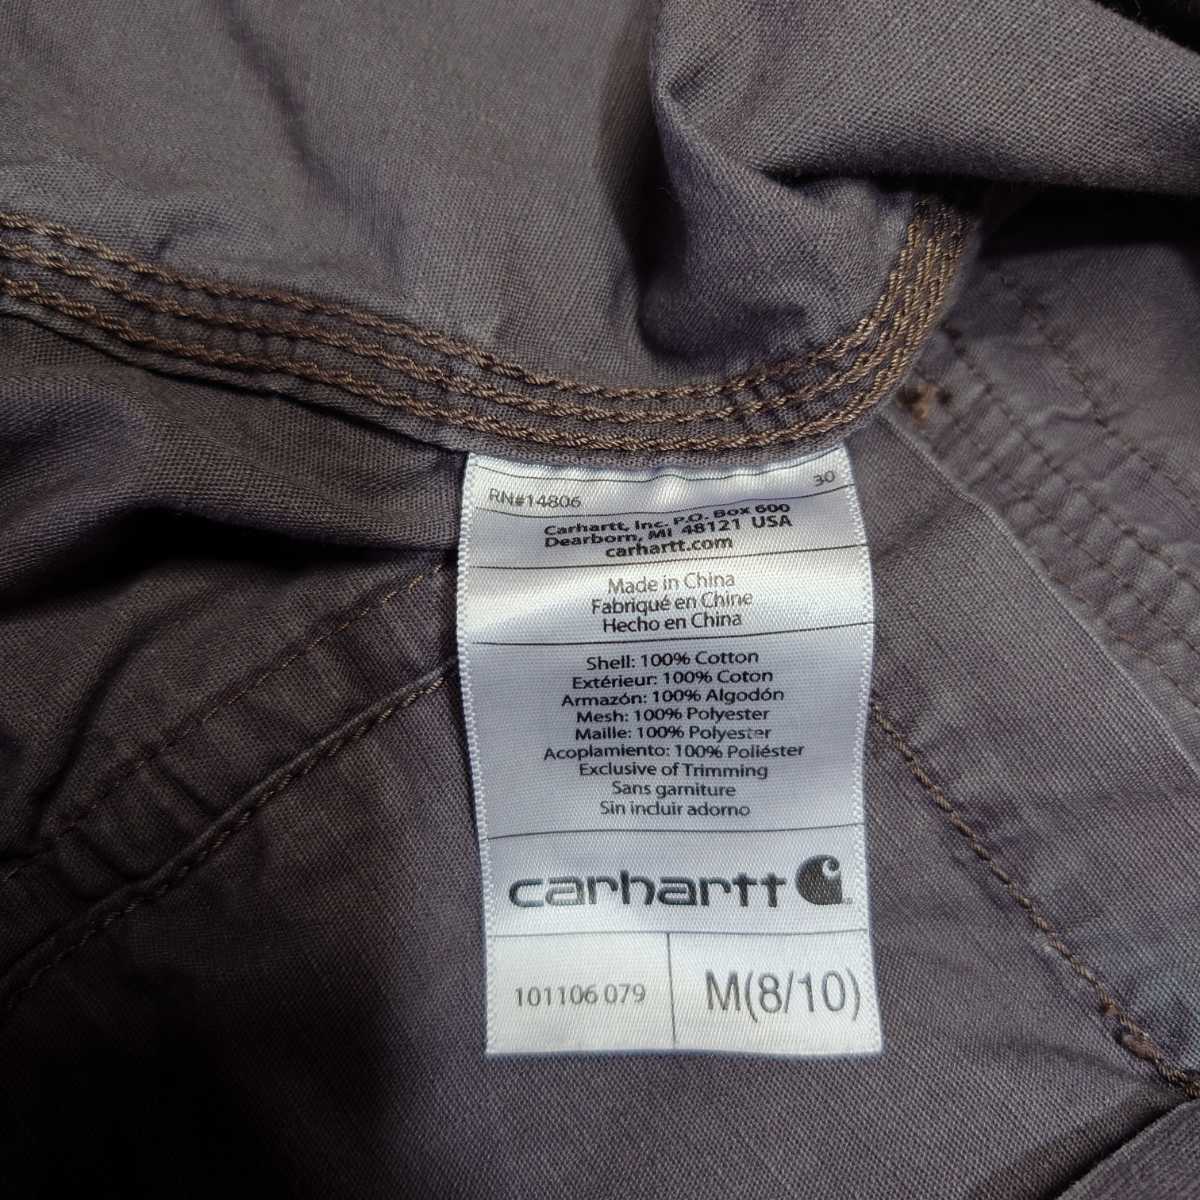 RN#14806 30
Carhartt, Inc. P.O. Box 600
Dearborn, MI 48121 USA
carhartt.com
Made in China
Fabriqué en Chine
Hecho en China
Shell: 100% Cotton
Extérieur: 100% Coton
Armazón: 100% Algodón
Mesh: 100% Polyester
Maille: 100% Polyester
Acoplamiento: 100% Poliéster
Exclusive of Trimming
Sans garniture
Sin incluir adorno
carhartt
101106 079 M(8/10)